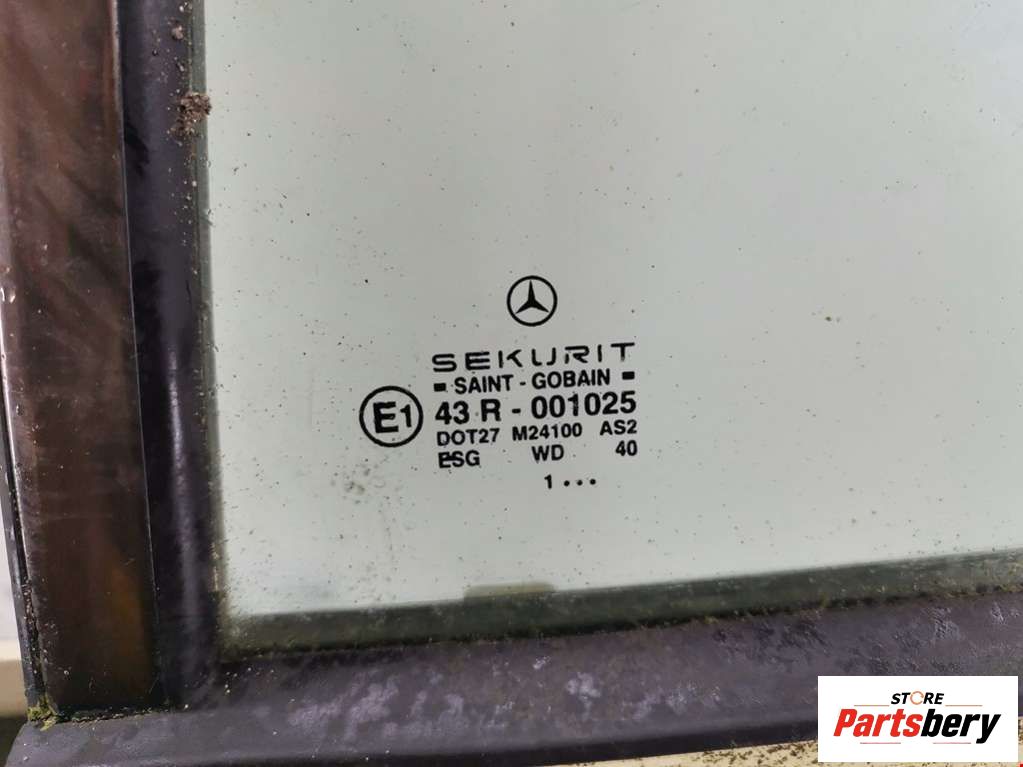 SEKURIT
SAINT - GOBAIN
E1 43 R - 001025
DOT27 M24100 AS2
ESG WD 40
1 •••
STORE
Partsbery